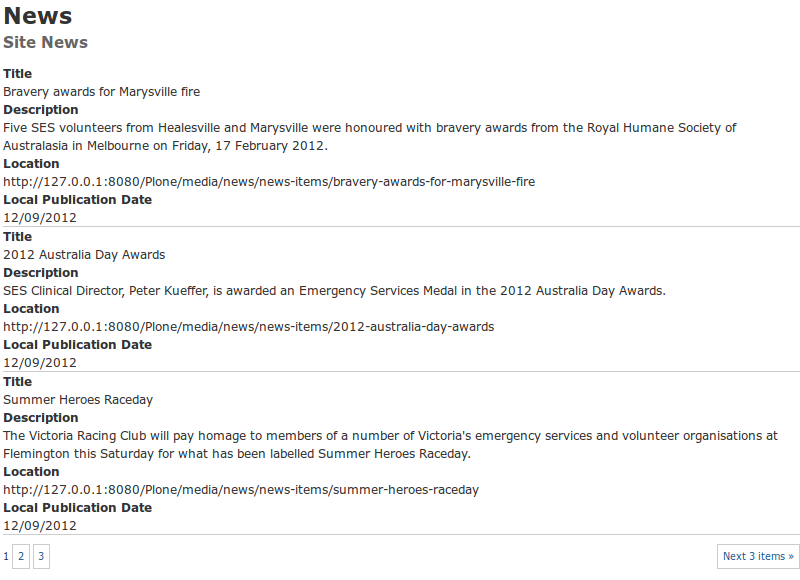 News
Site News
Title
Bravery awards for Marysville fire
Description
Five SES volunteers from Healesville and Marysville were honoured with bravery awards from the Royal Humane Society of
Australasia in Melbourne on Friday, 17 February 2012.
Location
http://127.0.0.1:8080/Plone/media/news/news-items/bravery-awards-for-marysville-fire
Local Publication Date
12/09/2012
Title
2012 Australia Day Awards
Description
SES Clinical Director, Peter Kueffer, is awarded an Emergency Services Medal in the 2012 Australia Day Awards.
Location
http://127.0.0.1:8080/Plone/media/news/news-items/2012-australia-day-awards
Local Publication Date
12/09/2012
Title
Summer Heroes Raceday
Description
The Victoria Racing Club will pay homage to members of a number of Victoria's emergency services and volunteer organisations at
Flemington this Saturday for what has been labelled Summer Heroes Raceday.
Location
http://127.0.0.1:8080/Plone/media/news/news-items/summer-heroes-raceday
Local Publication Date
12/09/2012
1 2 3 Next 3 items »